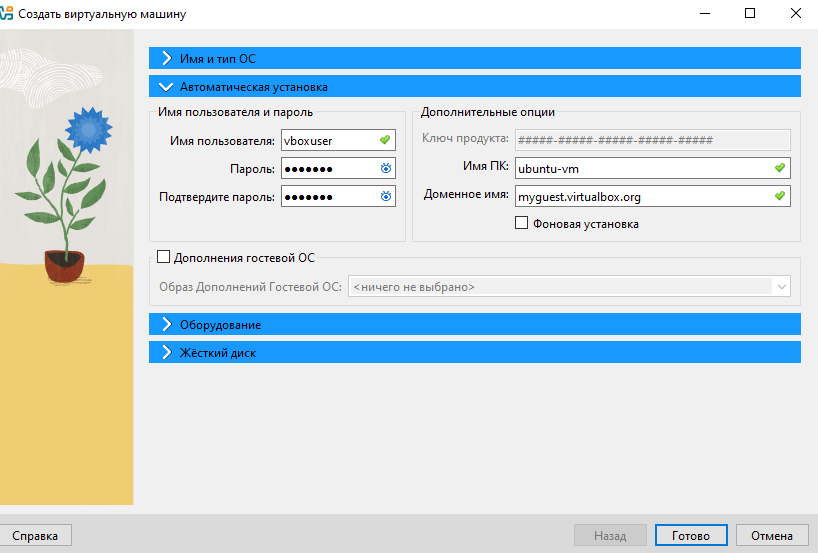 Создать виртуальную машину
Имя и тип ОС
Автоматическая установка
Имя пользователя и пароль
Имя пользователя: vboxuser
Пароль: ●●●●●●●
Подтвердите пароль: ●●●●●●●
Дополнительные опции
Ключ продукта: #####-#####-#####-#####-#####
Имя ПК: ubuntu-vm
Доменное имя: myguest.virtualbox.org
Фоновая установка
Дополнения гостевой ОС
Образ Дополнений Гостевой ОС: <ничего не выбрано>
Оборудование
Жёсткий диск
Справка Назад Готово Отмена